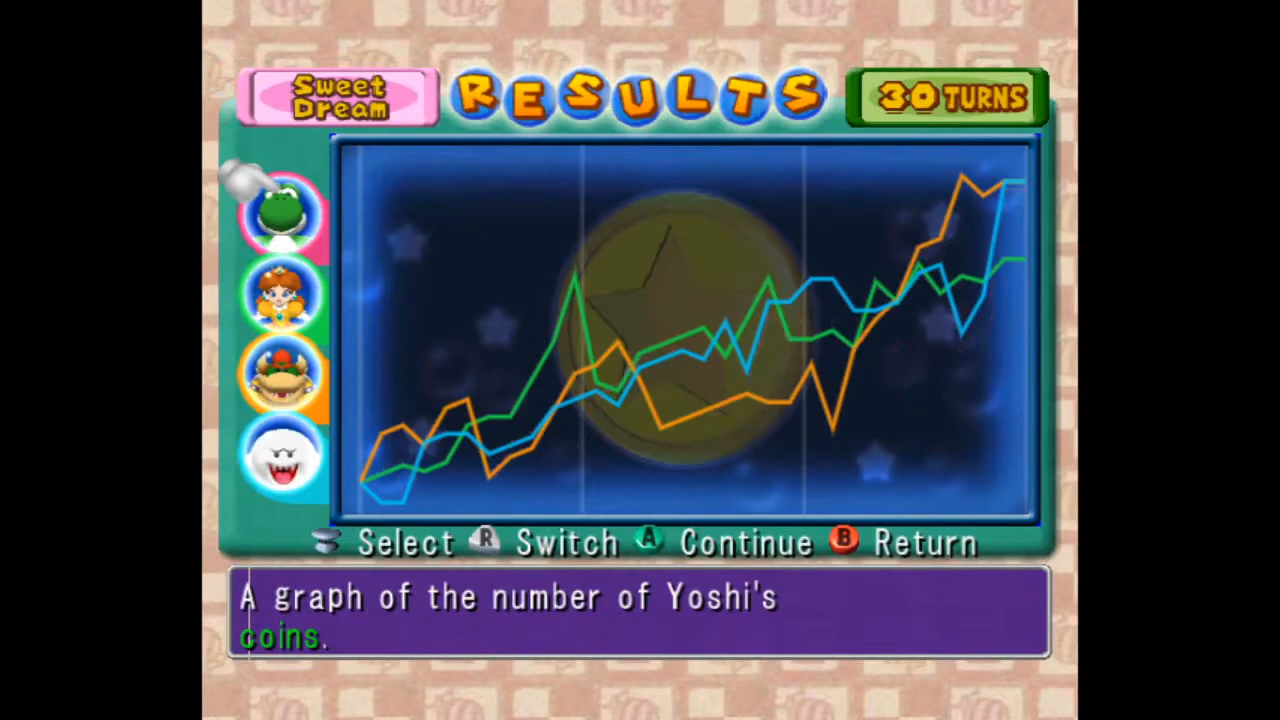 Sweet
Dream
RESULTS
30 TURNS
Select R Switch A Continue B Return
A graph of the number of Yoshi's
coins.